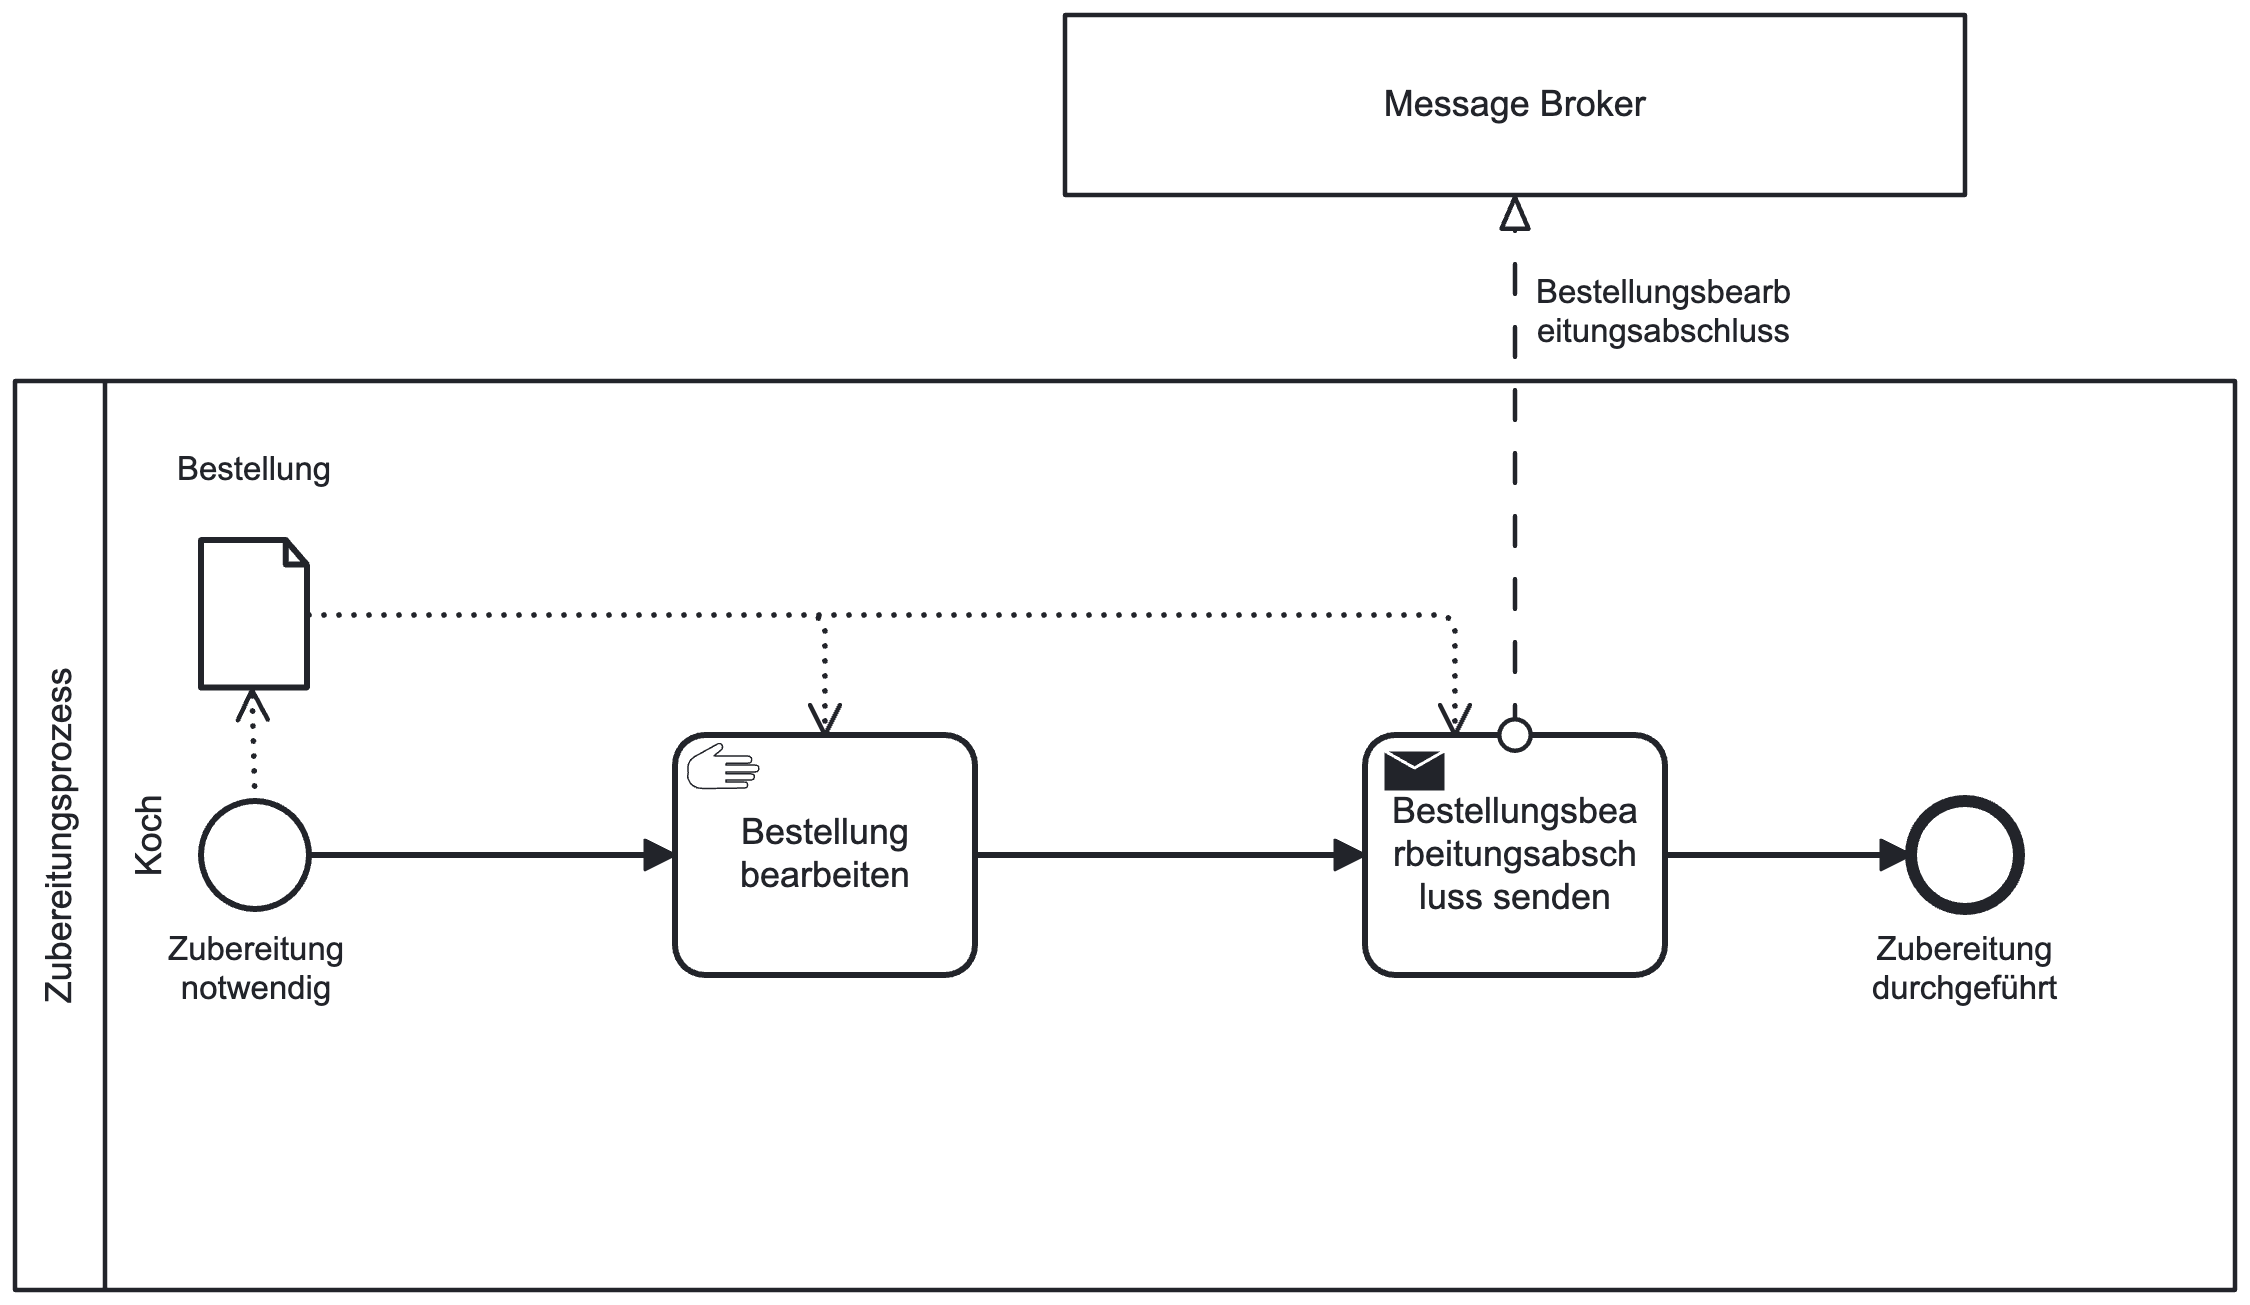 Message Broker
Bestellungsbearb
eitungsabschluss
Zubereitungsprozess
Koch
Bestellung
Zubereitung
notwendig
Bestellung
bearbeiten
Bestellungsbea
rbeitungsabsch
luss senden
Zubereitung
durchgeführt